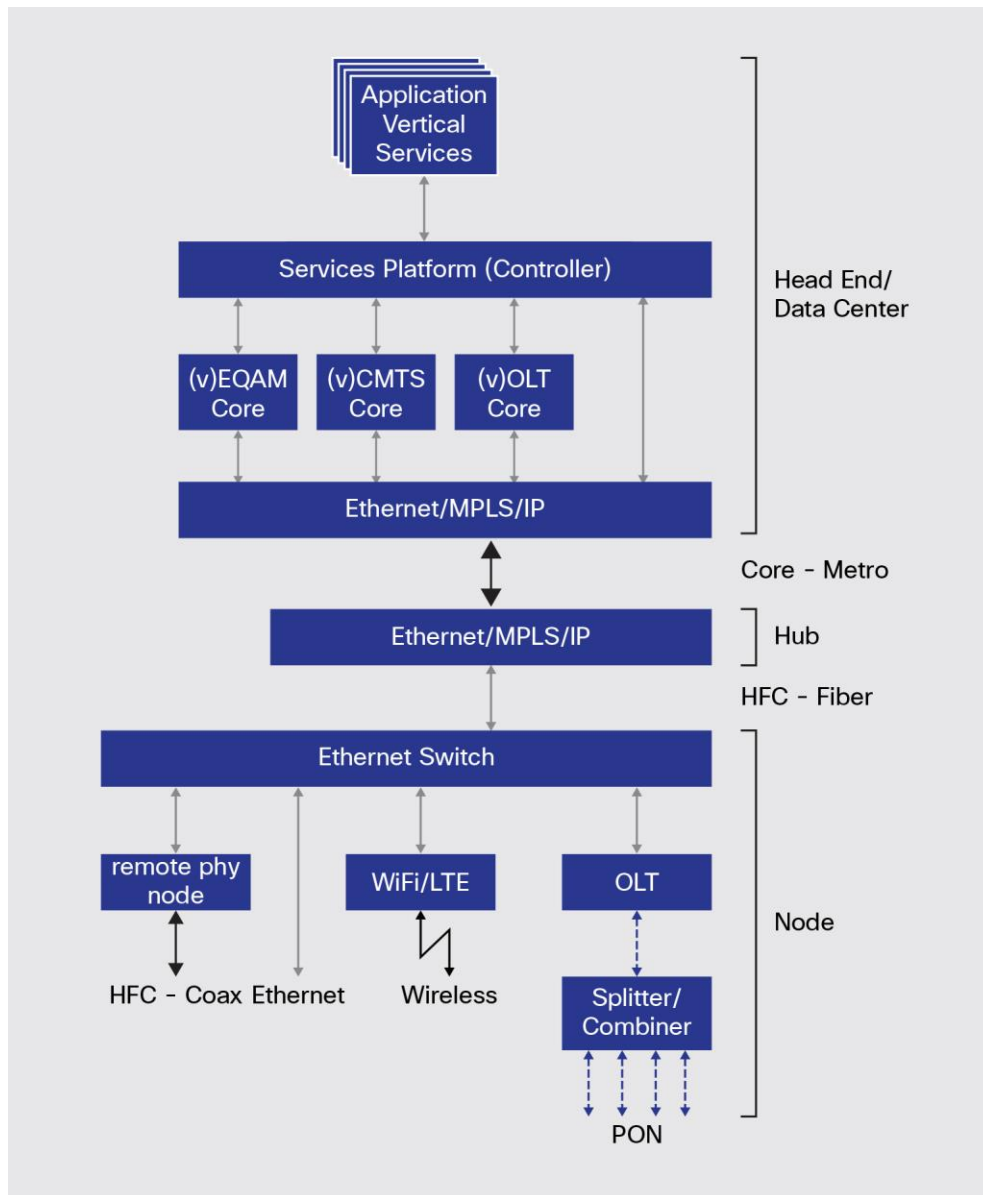 Application
Vertical
Services
Services Platform (Controller)
Head End/
Data Center
(v)EQAM
Core
(v)CMTS
Core
(v)OLT
Core
Ethernet/MPLS/IP
Core - Metro
Ethernet/MPLS/IP
Hub
HFC - Fiber
Ethernet Switch
remote phy
node
WiFi/LTE
OLT
Node
HFC - Coax
Ethernet
Wireless
Splitter/
Combiner
PON